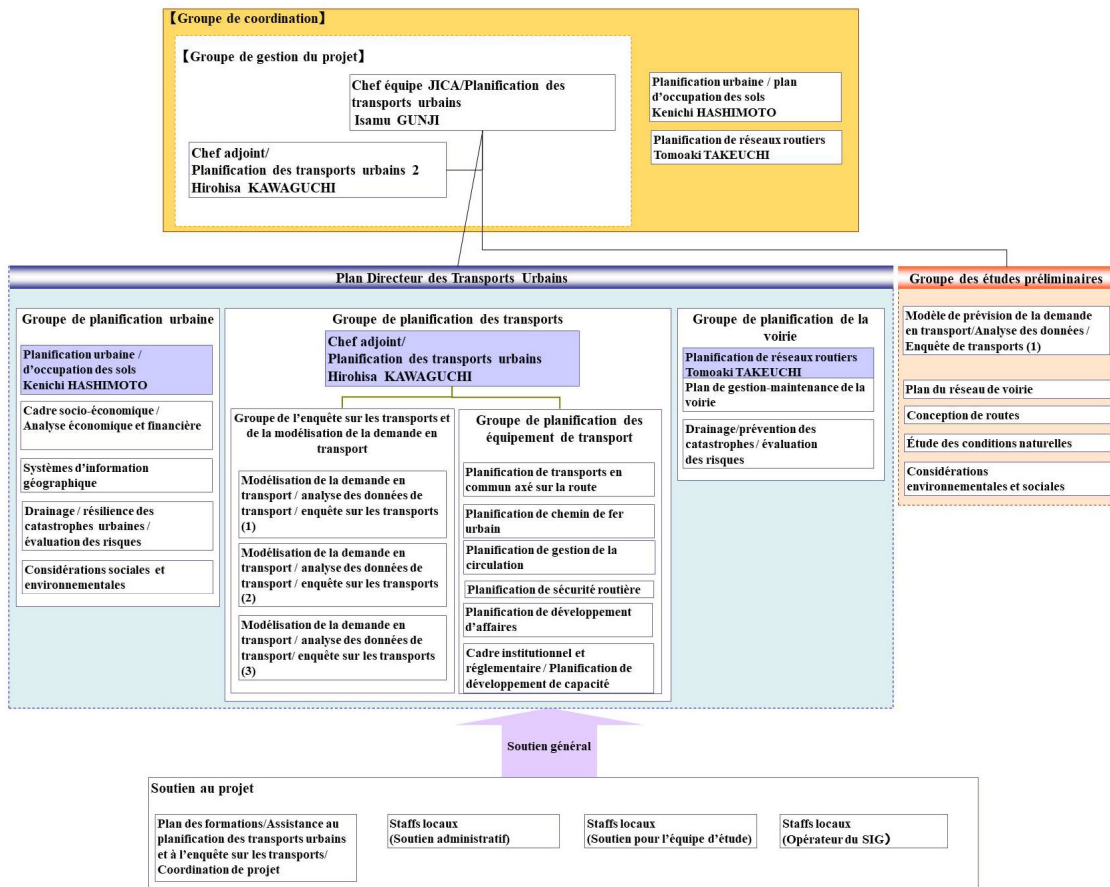 【Groupe de coordination】
【Groupe de gestion du projet】
Chef équipe JICA/Planification des
transports urbains
Isamu GUNJI
Chef adjoint/
Planification des transports urbains 2
Hirohisa KAWAGUCHI
Planification urbaine / plan
d’occupation des sols
Kenichi HASHIMOTO
Planification de réseaux routiers
Tomoaki TAKEUCHI
Plan Directeur des Transports Urbains
Groupe de planification urbaine
Planification urbaine /
d’occupation des sols
Kenichi HASHIMOTO
Cadre socio-économique /
Analyse économique et financière
Systèmes d’information
géographique
Drainage / résilience des
catastrophes urbaines /
évaluation des risques
Considérations sociales et
environnementales
Groupe de planification des transports
Chef adjoint/
Planification des transports urbains
Hirohisa KAWAGUCHI
Groupe de l’enquête sur les transports et
de la modélisation de la demande en
transport
Modélisation de la demande en
transport / analyse des données de
transport / enquête sur les transports
(1)
Modélisation de la demande en
transport / analyse des données de
transport / enquête sur les transports
(2)
Modélisation de la demande en
transport / analyse des données de
transport/ enquête sur les transports
(3)
Groupe de planification des
équipement de transport
Planification de transports en
commun axé sur la route
Planification de chemin de fer
urbain
Planification de gestion de la
circulation
Planification de sécurité routière
Planification de développement
d’affaires
Cadre institutionnel et
réglementaire / Planification de
développement de capacité
Groupe de planification de la
voirie
Planification de réseaux routiers
Tomoaki TAKEUCHI
Plan de gestion-maintenance de la
voirie
Drainage/prévention des
catastrophes / évaluation
des risques
Groupe des études préliminaires
Modèle de prévision de la demande
en transport/Analyse des données /
Enquête de transports (1)
Plan du réseau de voirie
Conception de routes
Étude des conditions naturelles
Considérations
environnementales et sociales
Soutien général
Soutien au projet
Plan des formations/Assistance au
planification des transports urbains
et à l’enquête sur les transports/
Coordination de projet
Staffs locaux
(Soutien administratif)
Staffs locaux
(Soutien pour l’équipe d’étude)
Staffs locaux
(Opérateur du SIG）